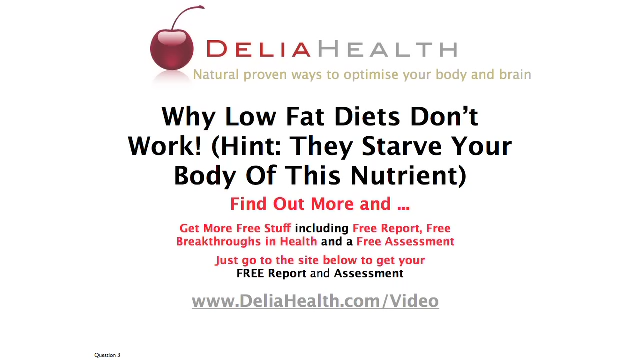 DELIAHEALTH
Natural proven ways to optimise your body and brain
Why Low Fat Diets Don't
Work! (Hint: They Starve Your
Body Of This Nutrient)
Find Out More and ...
Get More Free Stuff including Free Report, Free
Breakthroughs in Health and a Free Assessment
Just go to the site below to get your
FREE Report and Assessment
www.DeliaHealth.com/Video
Question 3